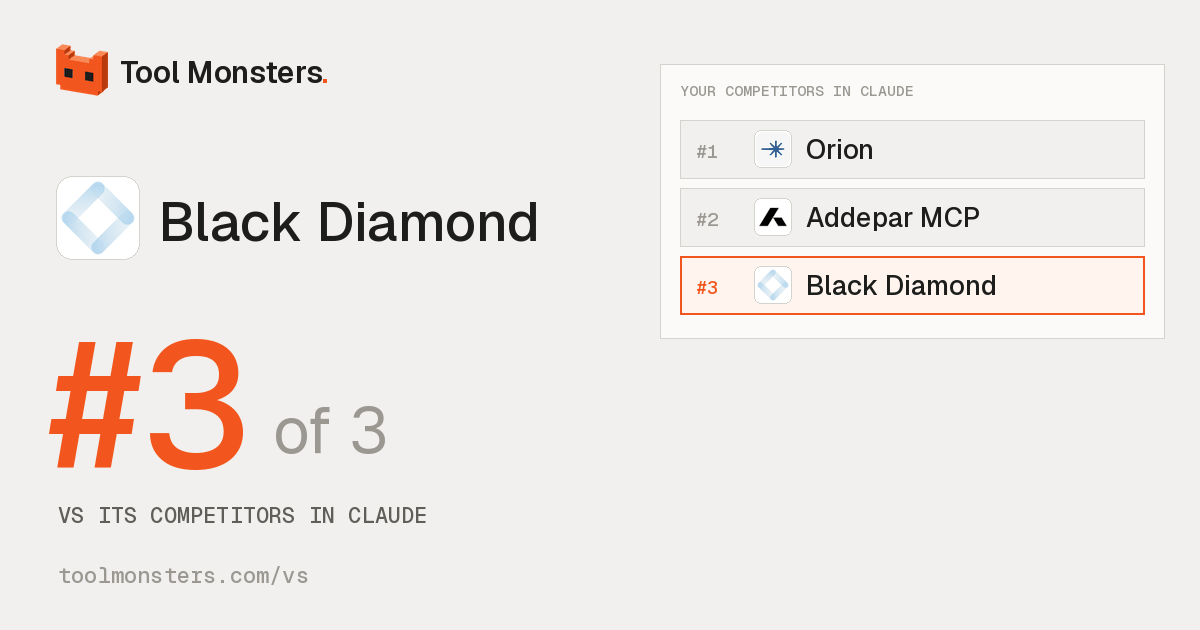 Tool Monsters.
Black Diamond
#3 of 3
VS ITS COMPETITORS IN CLAUDE
toolmonsters.com/vs
YOUR COMPETITORS IN CLAUDE
#1 Orion
#2 Addepar MCP
#3 Black Diamond